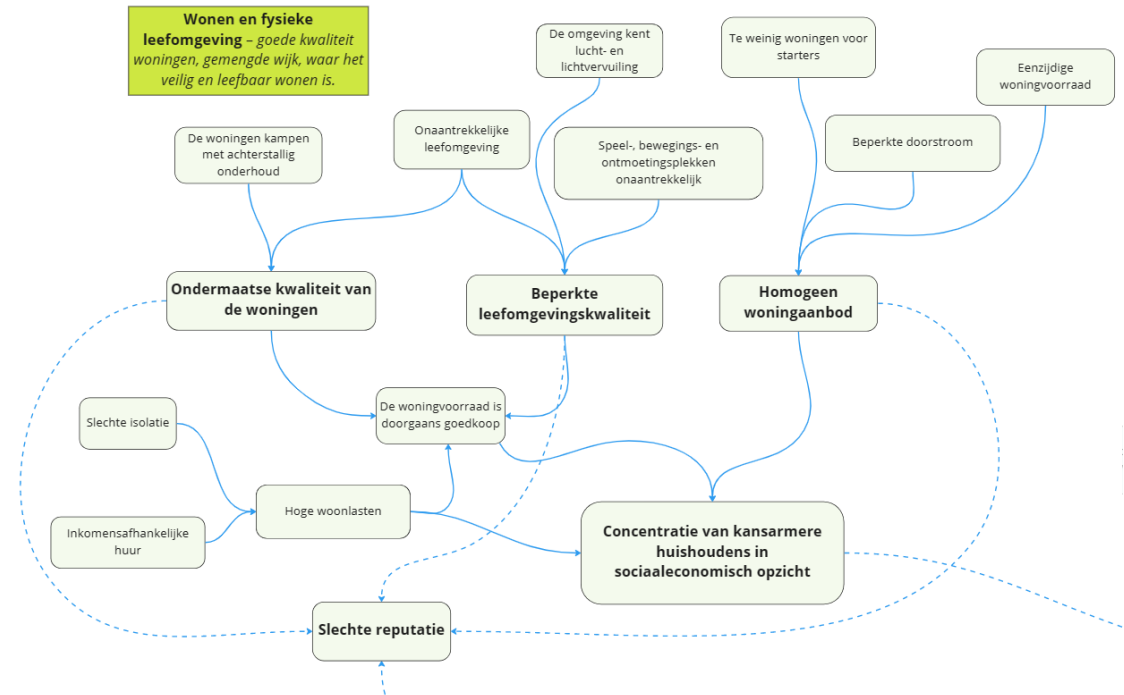 Wonen en fysieke
leefomgeving – goede kwaliteit
woningen, gemengde wijk, waar het
veilig en leefbaar wonen is.
De omgeving kent
lucht- en
lichtvervuiling
Te weinig woningen voor
starters
Eenzijdige
woningvoorraad
De woningen kampen
met achterstallig
onderhoud
Onaantrekkelijke
leefomgeving
Speel-, bewegings- en
ontmoetingsplekken
onaantrekkelijk
Beperkte doorstroom
Ondermaatse kwaliteit van
de woningen
Beperkte
leefomgevingskwaliteit
Homogeen
woningaanbod
De woningvoorraad is
doorgaans goedkoop
Slechte isolatie
Hoge woonlasten
Inkomensafhankelijke
huur
Concentratie van kansarmere
huishoudens in
sociaaleconomisch opzicht
Slechte reputatie